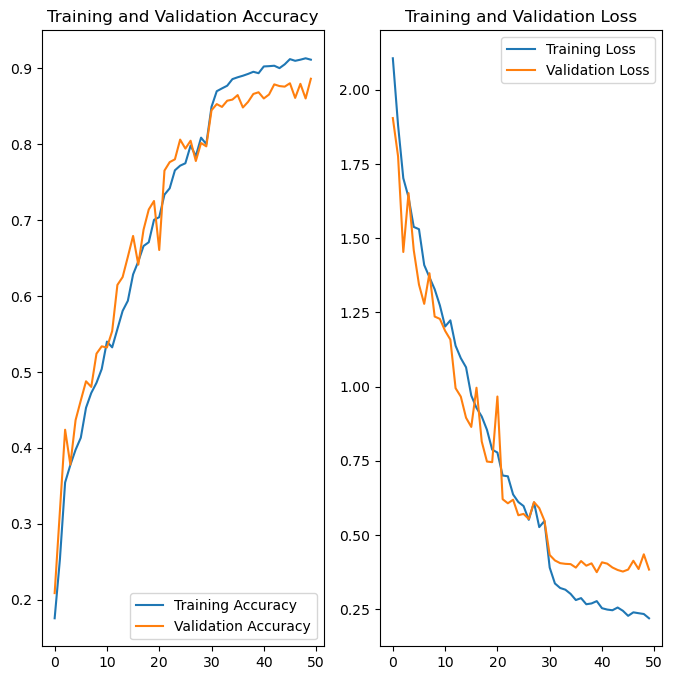 Training and Validation Accuracy
0.9
0.8
0.7
0.6
0.5
0.4
0.3
0.2
0 10 20 30 40 50
Training Accuracy
Validation Accuracy
Training and Validation Loss
2.00
1.75
1.50
1.25
1.00
0.75
0.50
0.25
0 10 20 30 40 50
Training Loss
Validation Loss